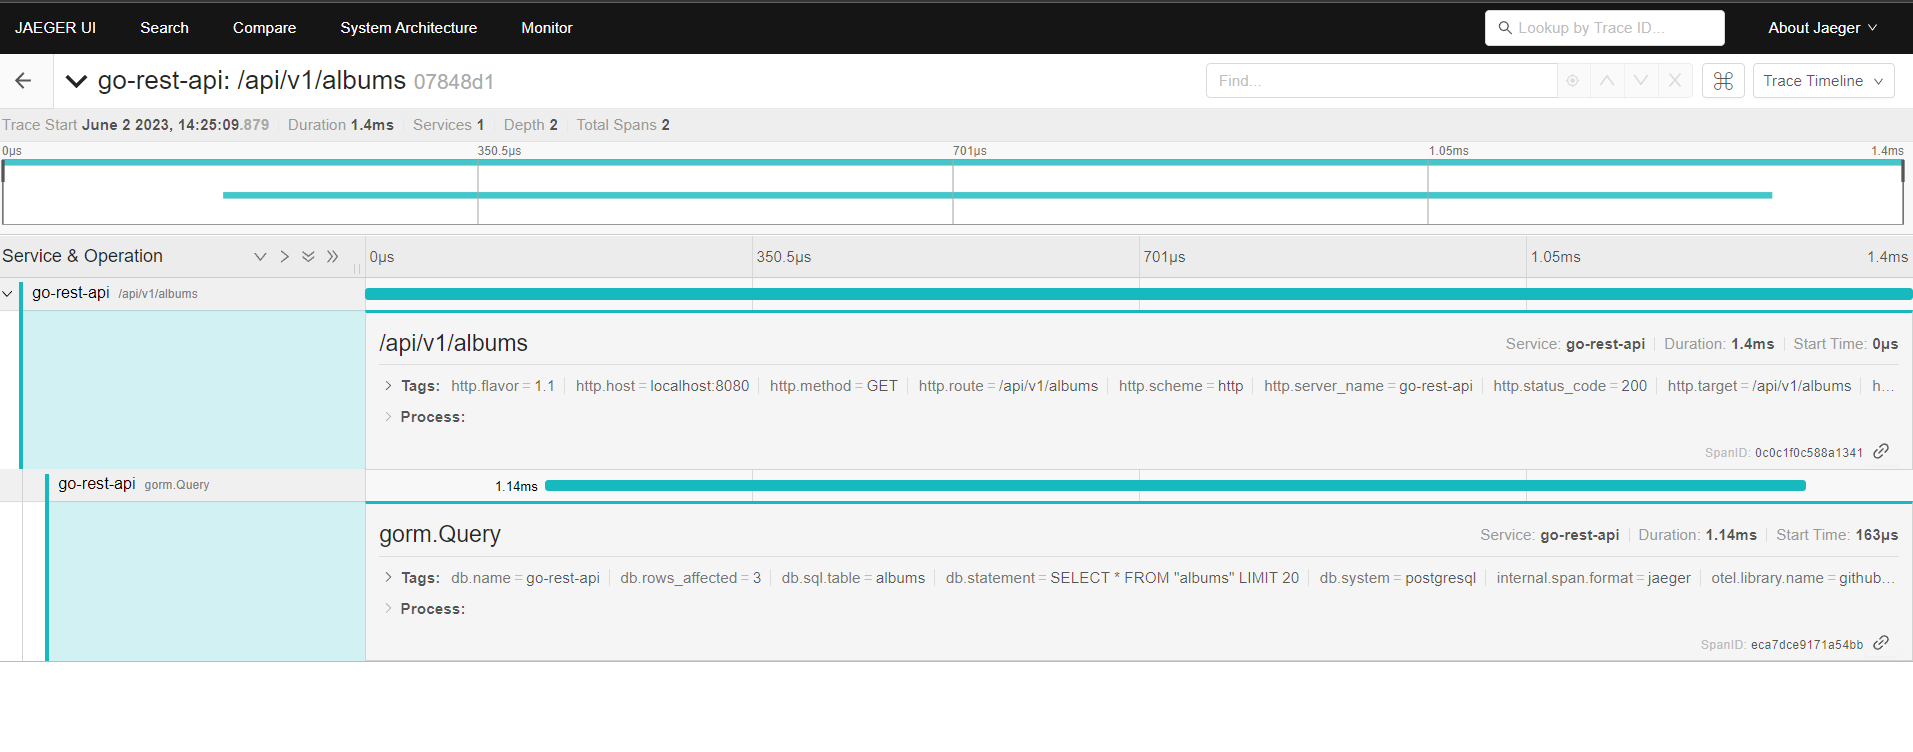 JAEGER UI Search Compare System Architecture Monitor Lookup by Trace ID... About Jaeger
go-rest-api: /api/v1/albums 07848d1 Find... Trace Timeline
Trace Start June 2 2023, 14:25:09.879 Duration 1.4ms Services 1 Depth 2 Total Spans 2
0μs 350.5μs 701μs 1.05ms 1.4ms
Service & Operation 0μs 350.5μs 701μs 1.05ms 1.4ms
go-rest-api /api/v1/albums
/api/v1/albums Service: go-rest-api Duration: 1.4ms Start Time: 0μs
Tags: http.flavor = 1.1 http.host = localhost:8080 http.method = GET http.route = /api/v1/albums http.scheme = http http.server_name = go-rest-api http.status_code = 200 http.target = /api/v1/albums h...
Process:
SpanID: 0c0c1f0c588a1341
go-rest-api gorm.Query 1.14ms
gorm.Query Service: go-rest-api Duration: 1.14ms Start Time: 163μs
Tags: db.name = go-rest-api db.rows_affected = 3 db.sql.table = albums db.statement = SELECT * FROM "albums" LIMIT 20 db.system = postgresql internal.span.format = jaeger otel.library.name = github...
Process:
SpanID: eca7dce9171a54bb